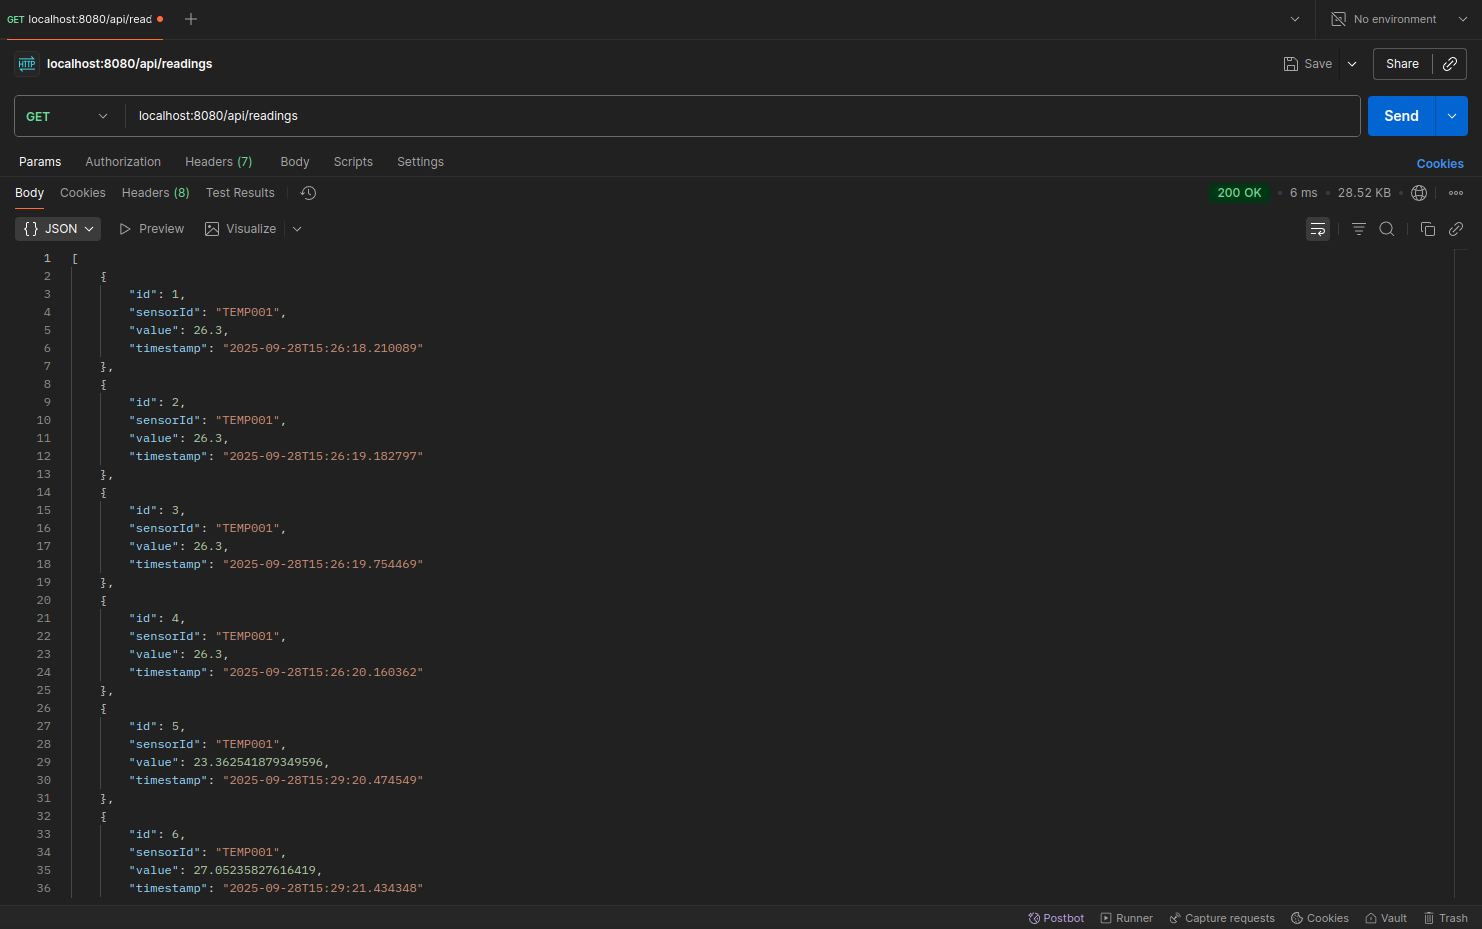 GET localhost:8080/api/read
No environment
HTTP localhost:8080/api/readings
Save
Share
GET localhost:8080/api/readings
Send
Params Authorization Headers (7) Body Scripts Settings
Cookies
Body Cookies Headers (8) Test Results
200 OK • 6 ms • 28.52 KB
{} JSON Preview Visualize
1 [
2 {
3 "id": 1,
4 "sensorId": "TEMP001",
5 "value": 26.3,
6 "timestamp": "2025-09-28T15:26:18.210089"
7 },
8 {
9 "id": 2,
10 "sensorId": "TEMP001",
11 "value": 26.3,
12 "timestamp": "2025-09-28T15:26:19.182797"
13 },
14 {
15 "id": 3,
16 "sensorId": "TEMP001",
17 "value": 26.3,
18 "timestamp": "2025-09-28T15:26:19.754469"
19 },
20 {
21 "id": 4,
22 "sensorId": "TEMP001",
23 "value": 26.3,
24 "timestamp": "2025-09-28T15:26:20.160362"
25 },
26 {
27 "id": 5,
28 "sensorId": "TEMP001",
29 "value": 23.362541879349596,
30 "timestamp": "2025-09-28T15:29:20.474549"
31 },
32 {
33 "id": 6,
34 "sensorId": "TEMP001",
35 "value": 27.05235827616419,
36 "timestamp": "2025-09-28T15:29:21.434348"
Postbot Runner Capture requests Cookies Vault Trash